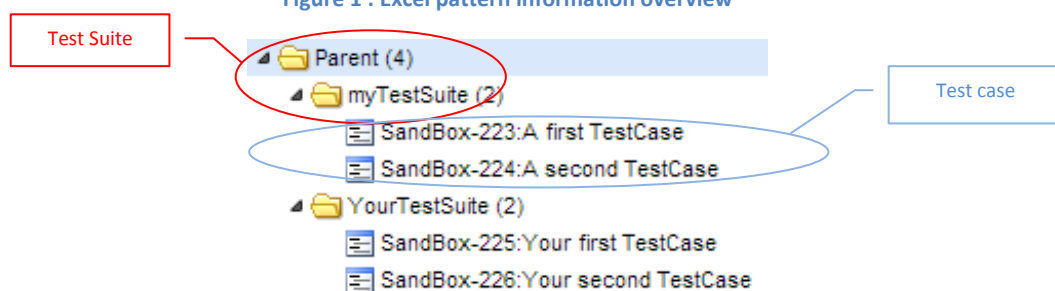 Figure 1 : Excel pattern information overview
Test Suite
Parent (4)
myTestSuite (2)
Test case
SandBox-223:A first TestCase
SandBox-224:A second TestCase
YourTestSuite (2)
SandBox-225:Your first TestCase
SandBox-226:Your second TestCase